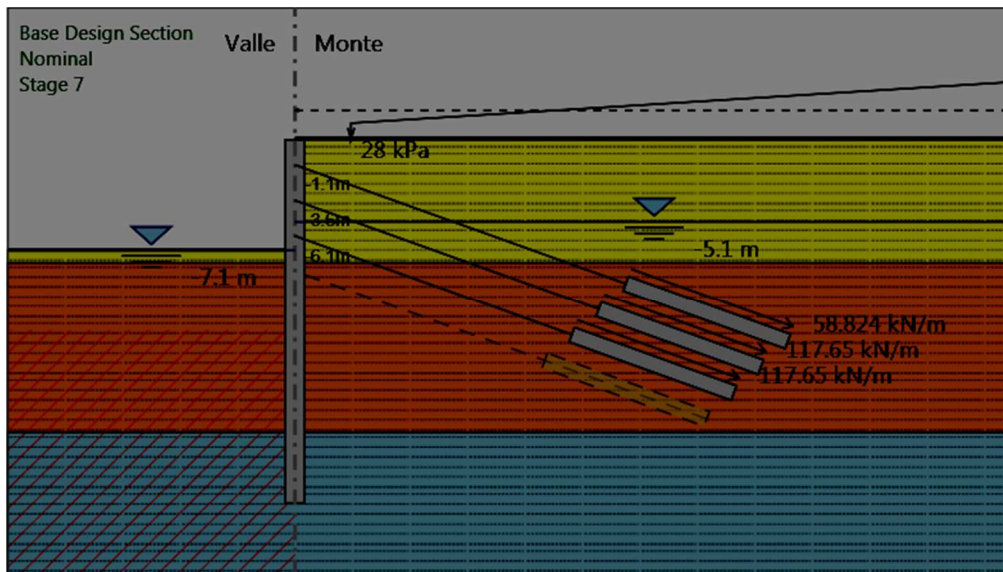 Base Design Section
Nominal
Stage 7
Valle
Monte
28 kPa
-1.1m
-3.6m
-6.1m
-5.1 m
-7.1 m
58.824 kN/m
117.65 kN/m
117.65 kN/m